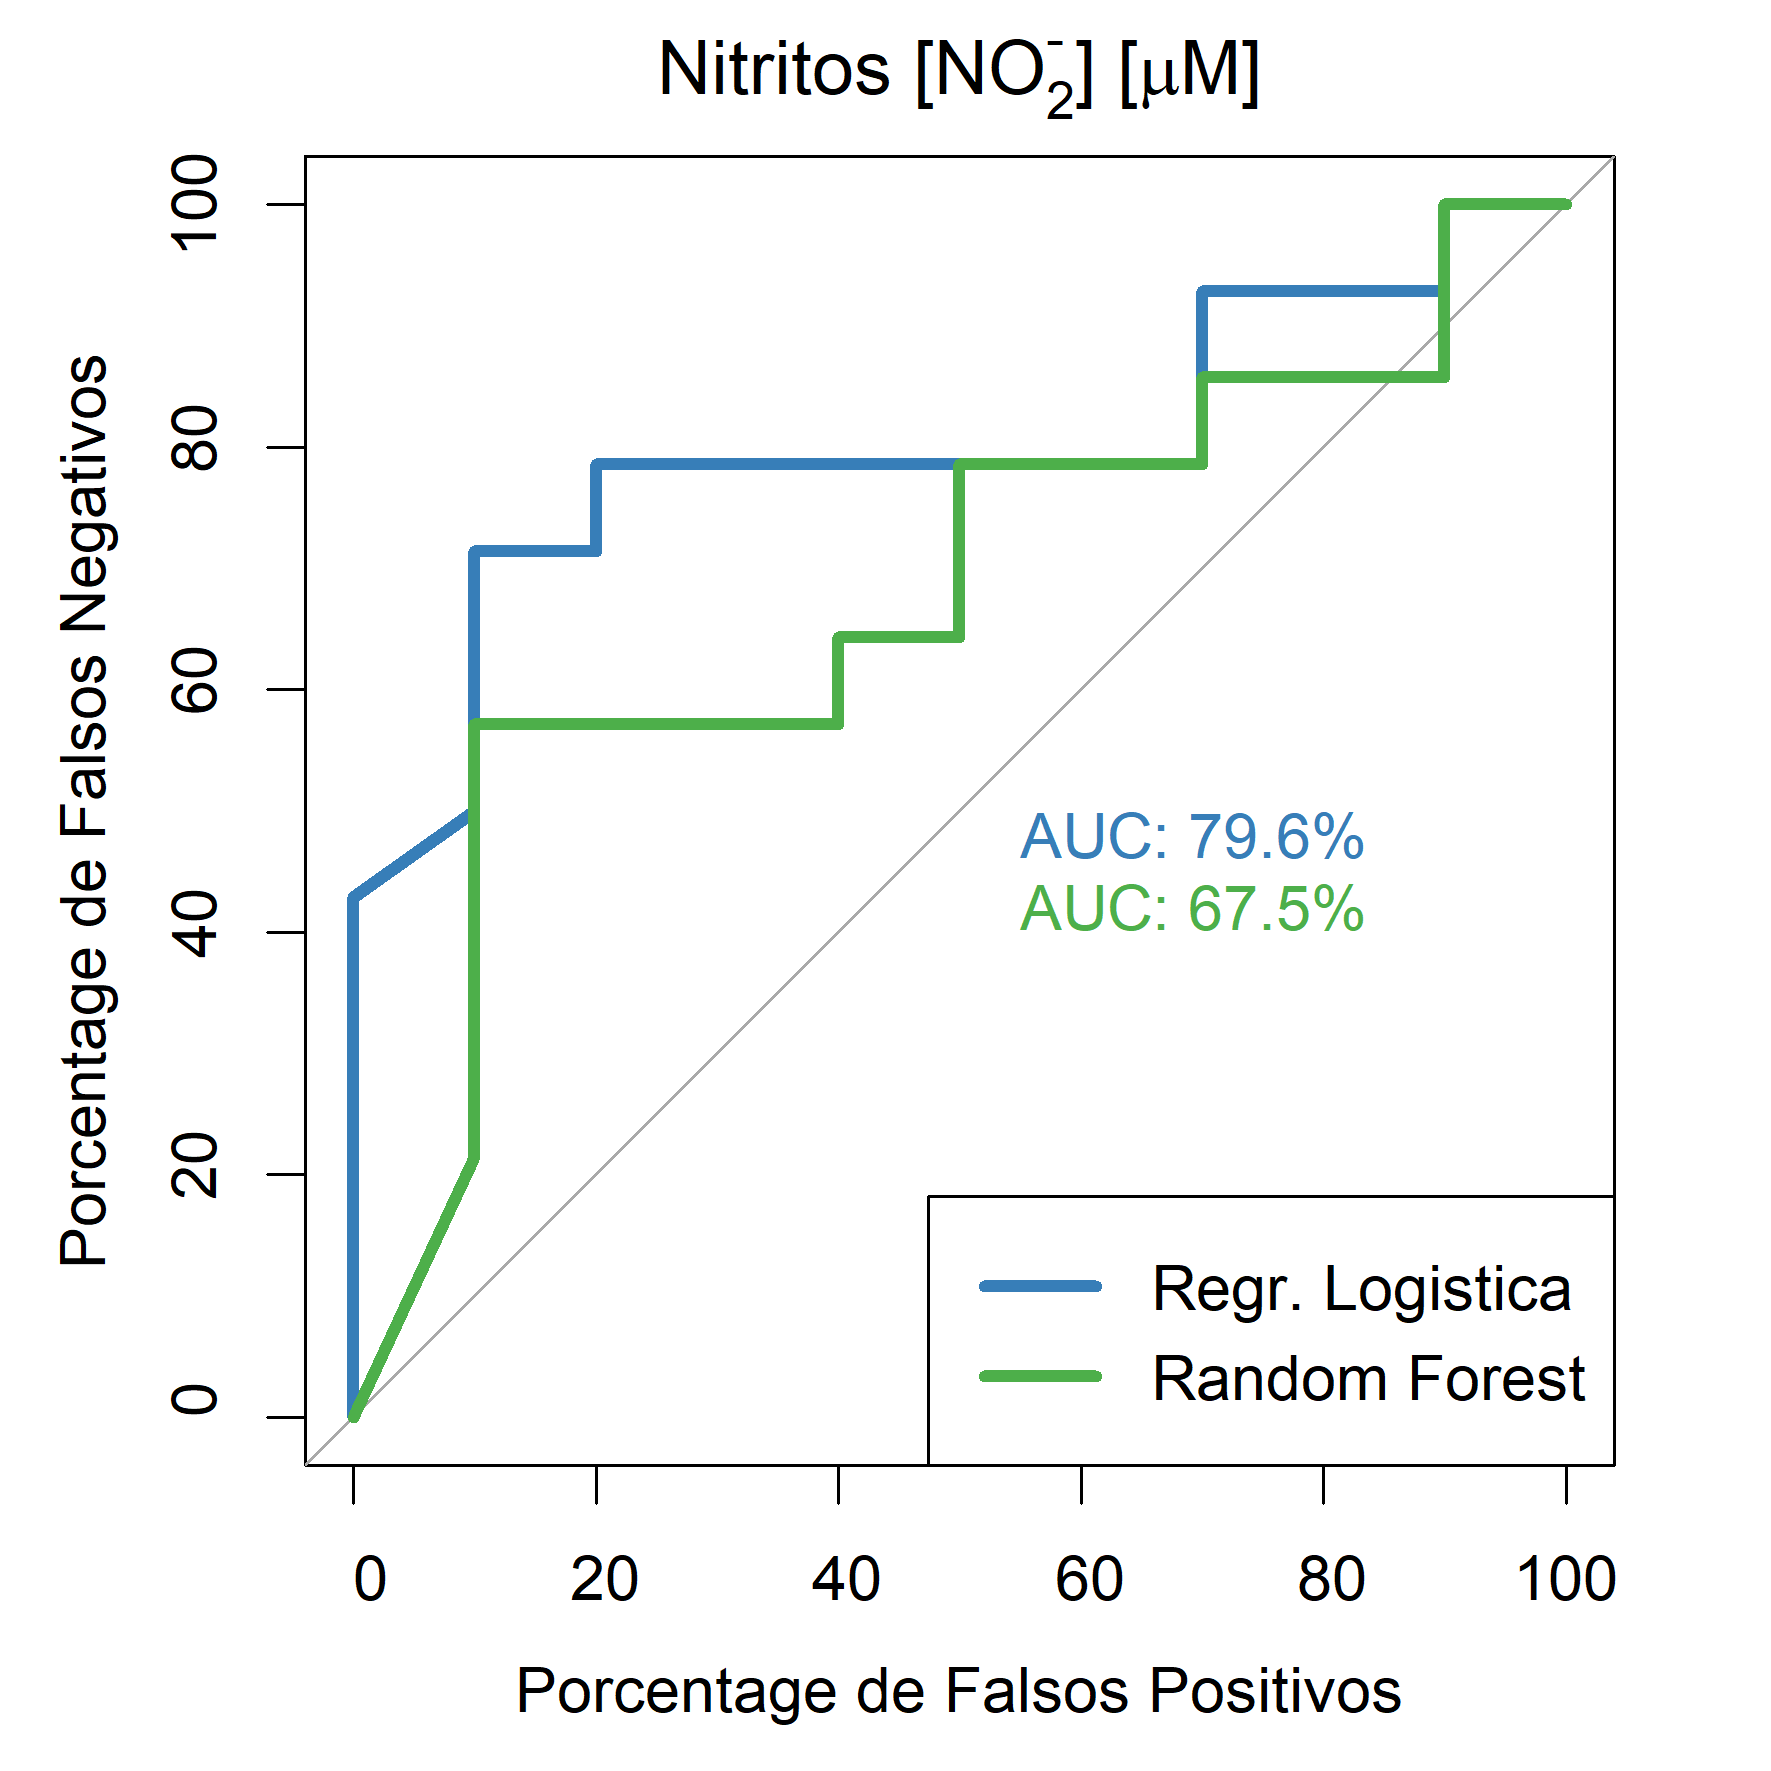 Nitritos [NO₂⁻] [μM]
Porcentage de Falsos Negativos
100
80
60
40
20
0
AUC: 79.6%
AUC: 67.5%
Regr. Logistica
Random Forest
0 20 40 60 80 100
Porcentage de Falsos Positivos